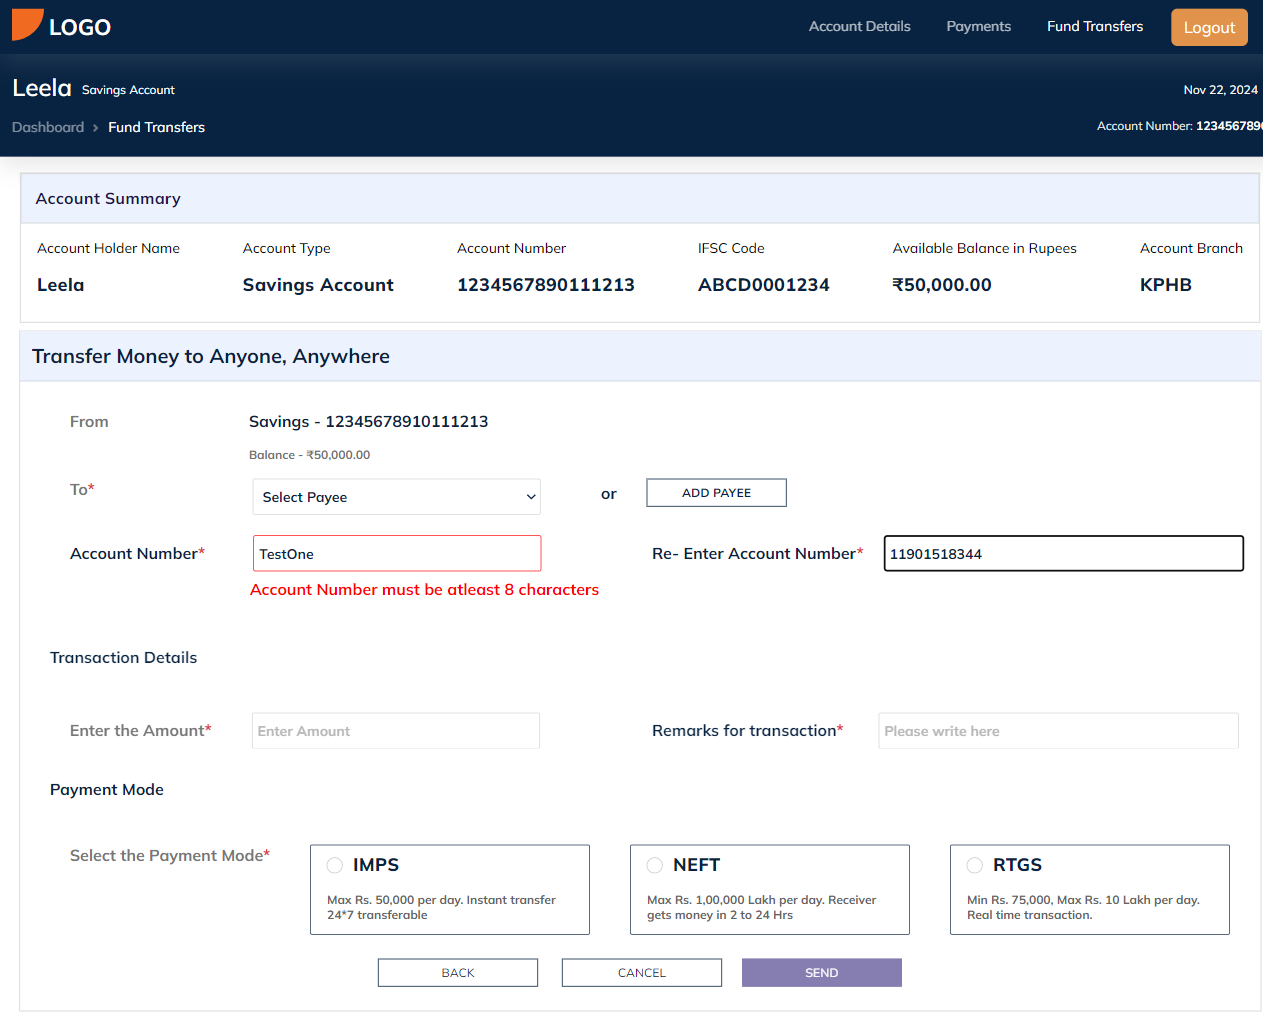 LOGO
Account Details Payments Fund Transfers Logout
Leela Savings Account
Nov 22, 2024
Dashboard > Fund Transfers
Account Number: 1234567890
Account Summary
Account Holder Name Account Type Account Number IFSC Code Available Balance in Rupees Account Branch
Leela Savings Account 1234567890111213 ABCD0001234 ₹50,000.00 KPHB
Transfer Money to Anyone, Anywhere
From Savings - 12345678910111213
Balance - ₹50,000.00
To* Select Payee or ADD PAYEE
Account Number* TestOne Re- Enter Account Number* 11901518344
Account Number must be atleast 8 characters
Transaction Details
Enter the Amount* Enter Amount Remarks for transaction* Please write here
Payment Mode
Select the Payment Mode*
IMPS
Max Rs. 50,000 per day. Instant transfer
24*7 transferable
NEFT
Max Rs. 1,00,000 Lakh per day. Receiver
gets money in 2 to 24 Hrs
RTGS
Min Rs. 75,000, Max Rs. 10 Lakh per day.
Real time transaction.
BACK CANCEL SEND